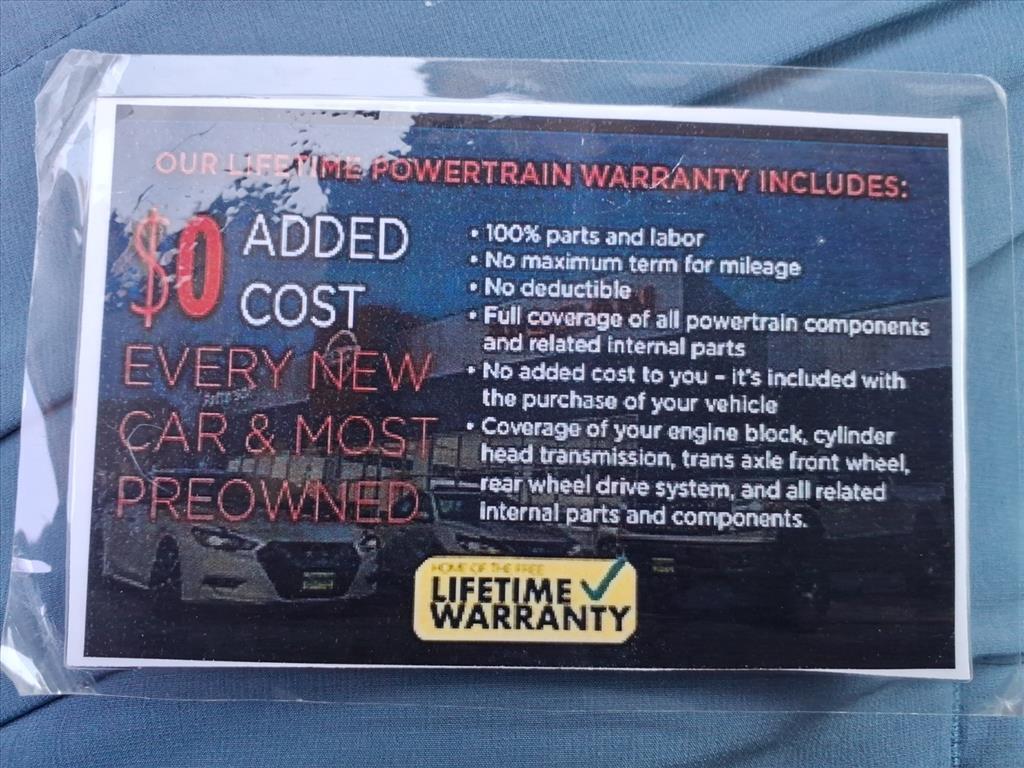 OUR LIFETIME POWERTRAIN WARRANTY INCLUDES:
$0 ADDED
COST
EVERY NEW
CAR & MOST
PREOWNED
• 100% parts and labor
• No maximum term for mileage
• No deductible
• Full coverage of all powertrain components
and related internal parts
• No added cost to you – it's included with
the purchase of your vehicle
• Coverage of your engine block, cylinder
head transmission, trans axle front wheel,
rear wheel drive system, and all related
internal parts and components.
HOME OF THE FREE
LIFETIME
WARRANTY